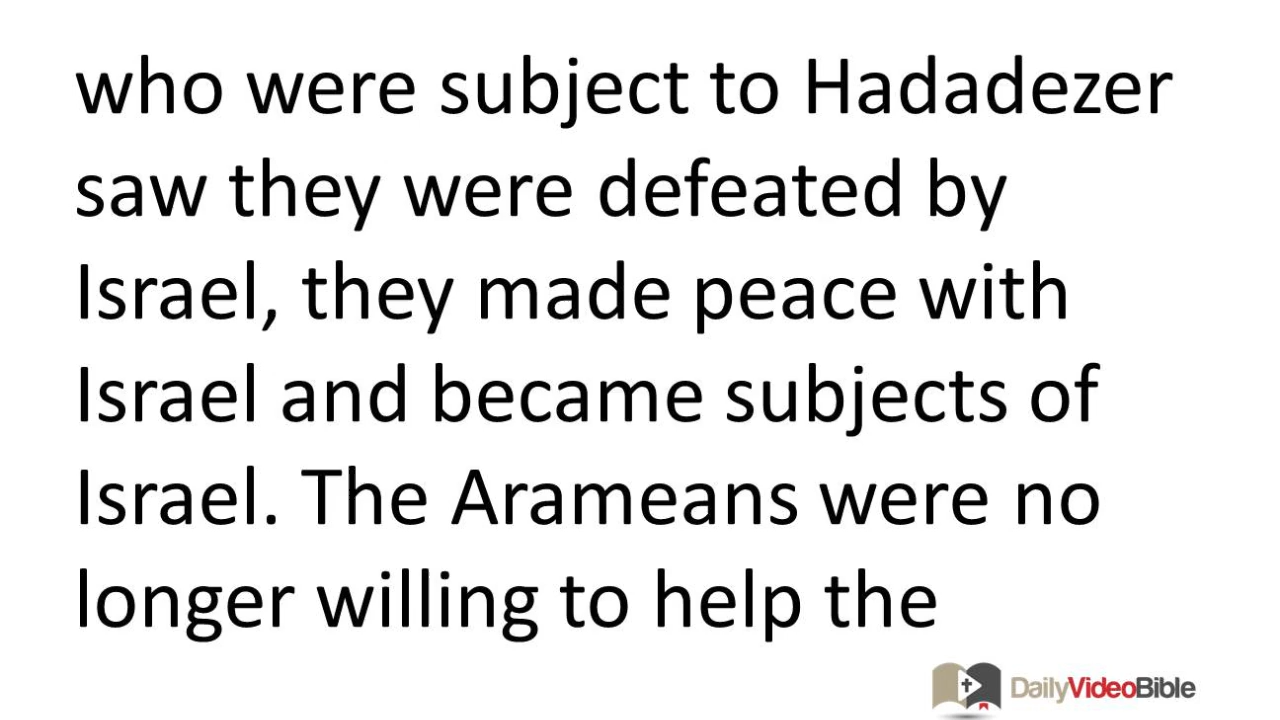 who were subject to Hadadezer
saw they were defeated by
Israel, they made peace with
Israel and became subjects of
Israel. The Arameans were no
longer willing to help the
DailyVideoBible